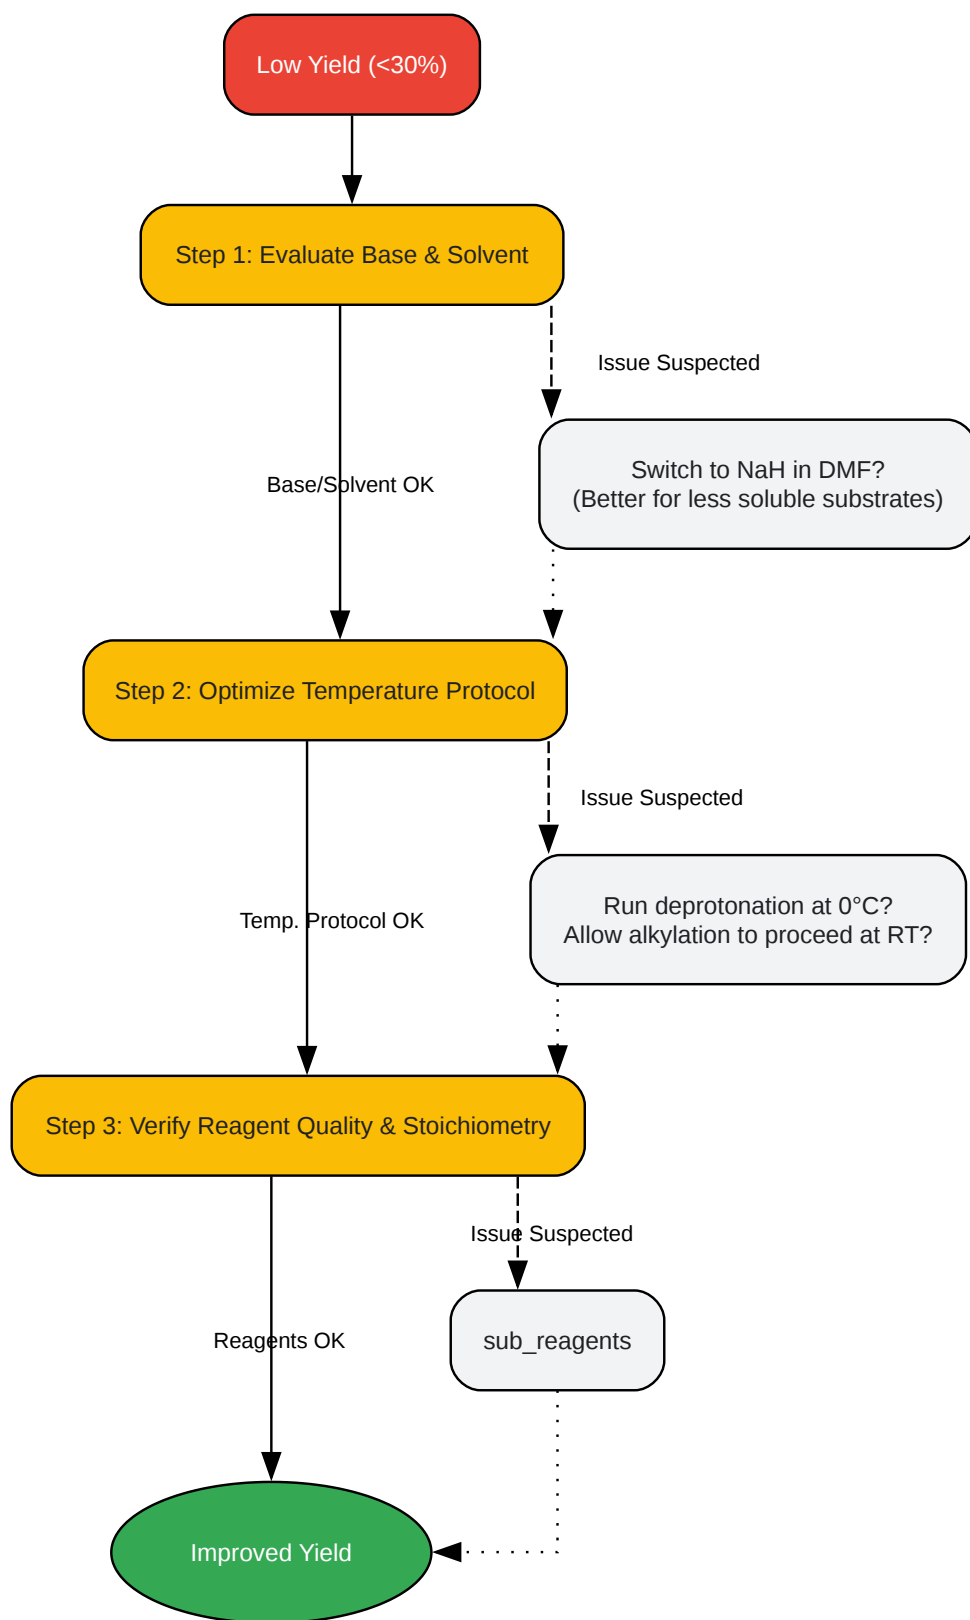 Low Yield (<30%)
Step 1: Evaluate Base & Solvent
Issue Suspected
Switch to NaH in DMF?
(Better for less soluble substrates)
Base/Solvent OK
Step 2: Optimize Temperature Protocol
Issue Suspected
Run deprotonation at 0°C?
Allow alkylation to proceed at RT?
Temp. Protocol OK
Step 3: Verify Reagent Quality & Stoichiometry
Issue Suspected
sub_reagents
Reagents OK
Improved Yield